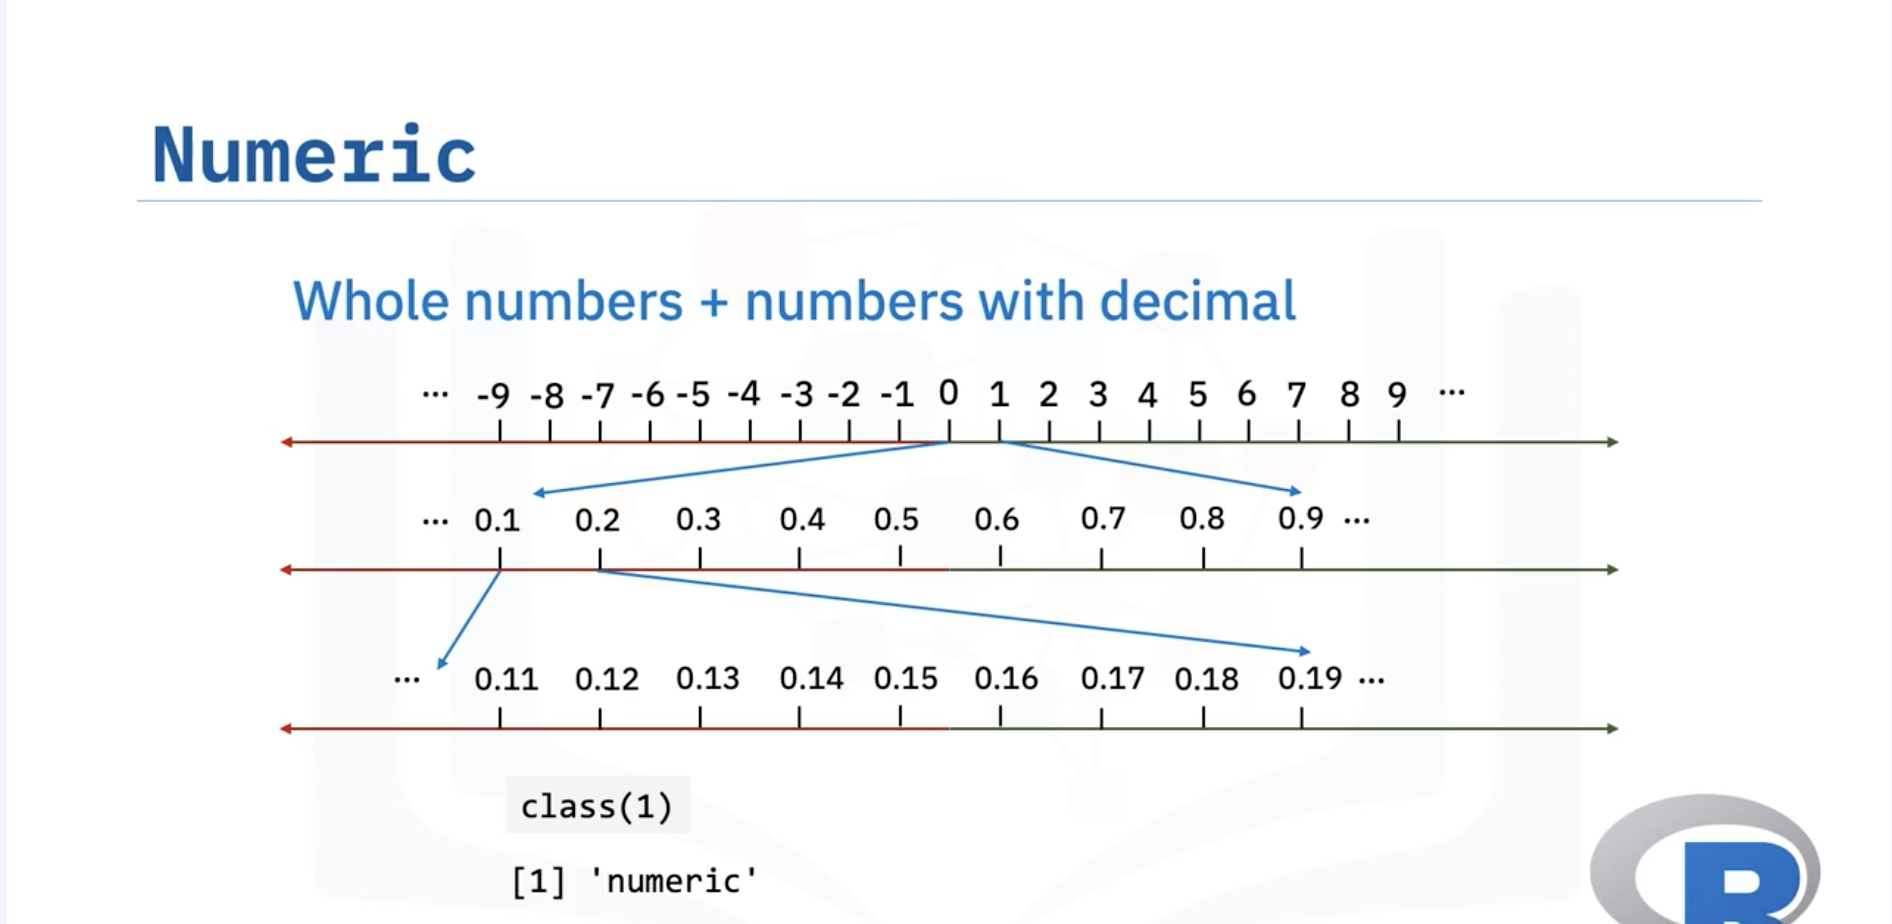 Numeric
Whole numbers + numbers with decimal
... -9 -8 -7 -6 -5 -4 -3 -2 -1 0 1 2 3 4 5 6 7 8 9 ...
... 0.1 0.2 0.3 0.4 0.5 0.6 0.7 0.8 0.9 ...
... 0.11 0.12 0.13 0.14 0.15 0.16 0.17 0.18 0.19 ...
class(1)
[1] 'numeric'
R